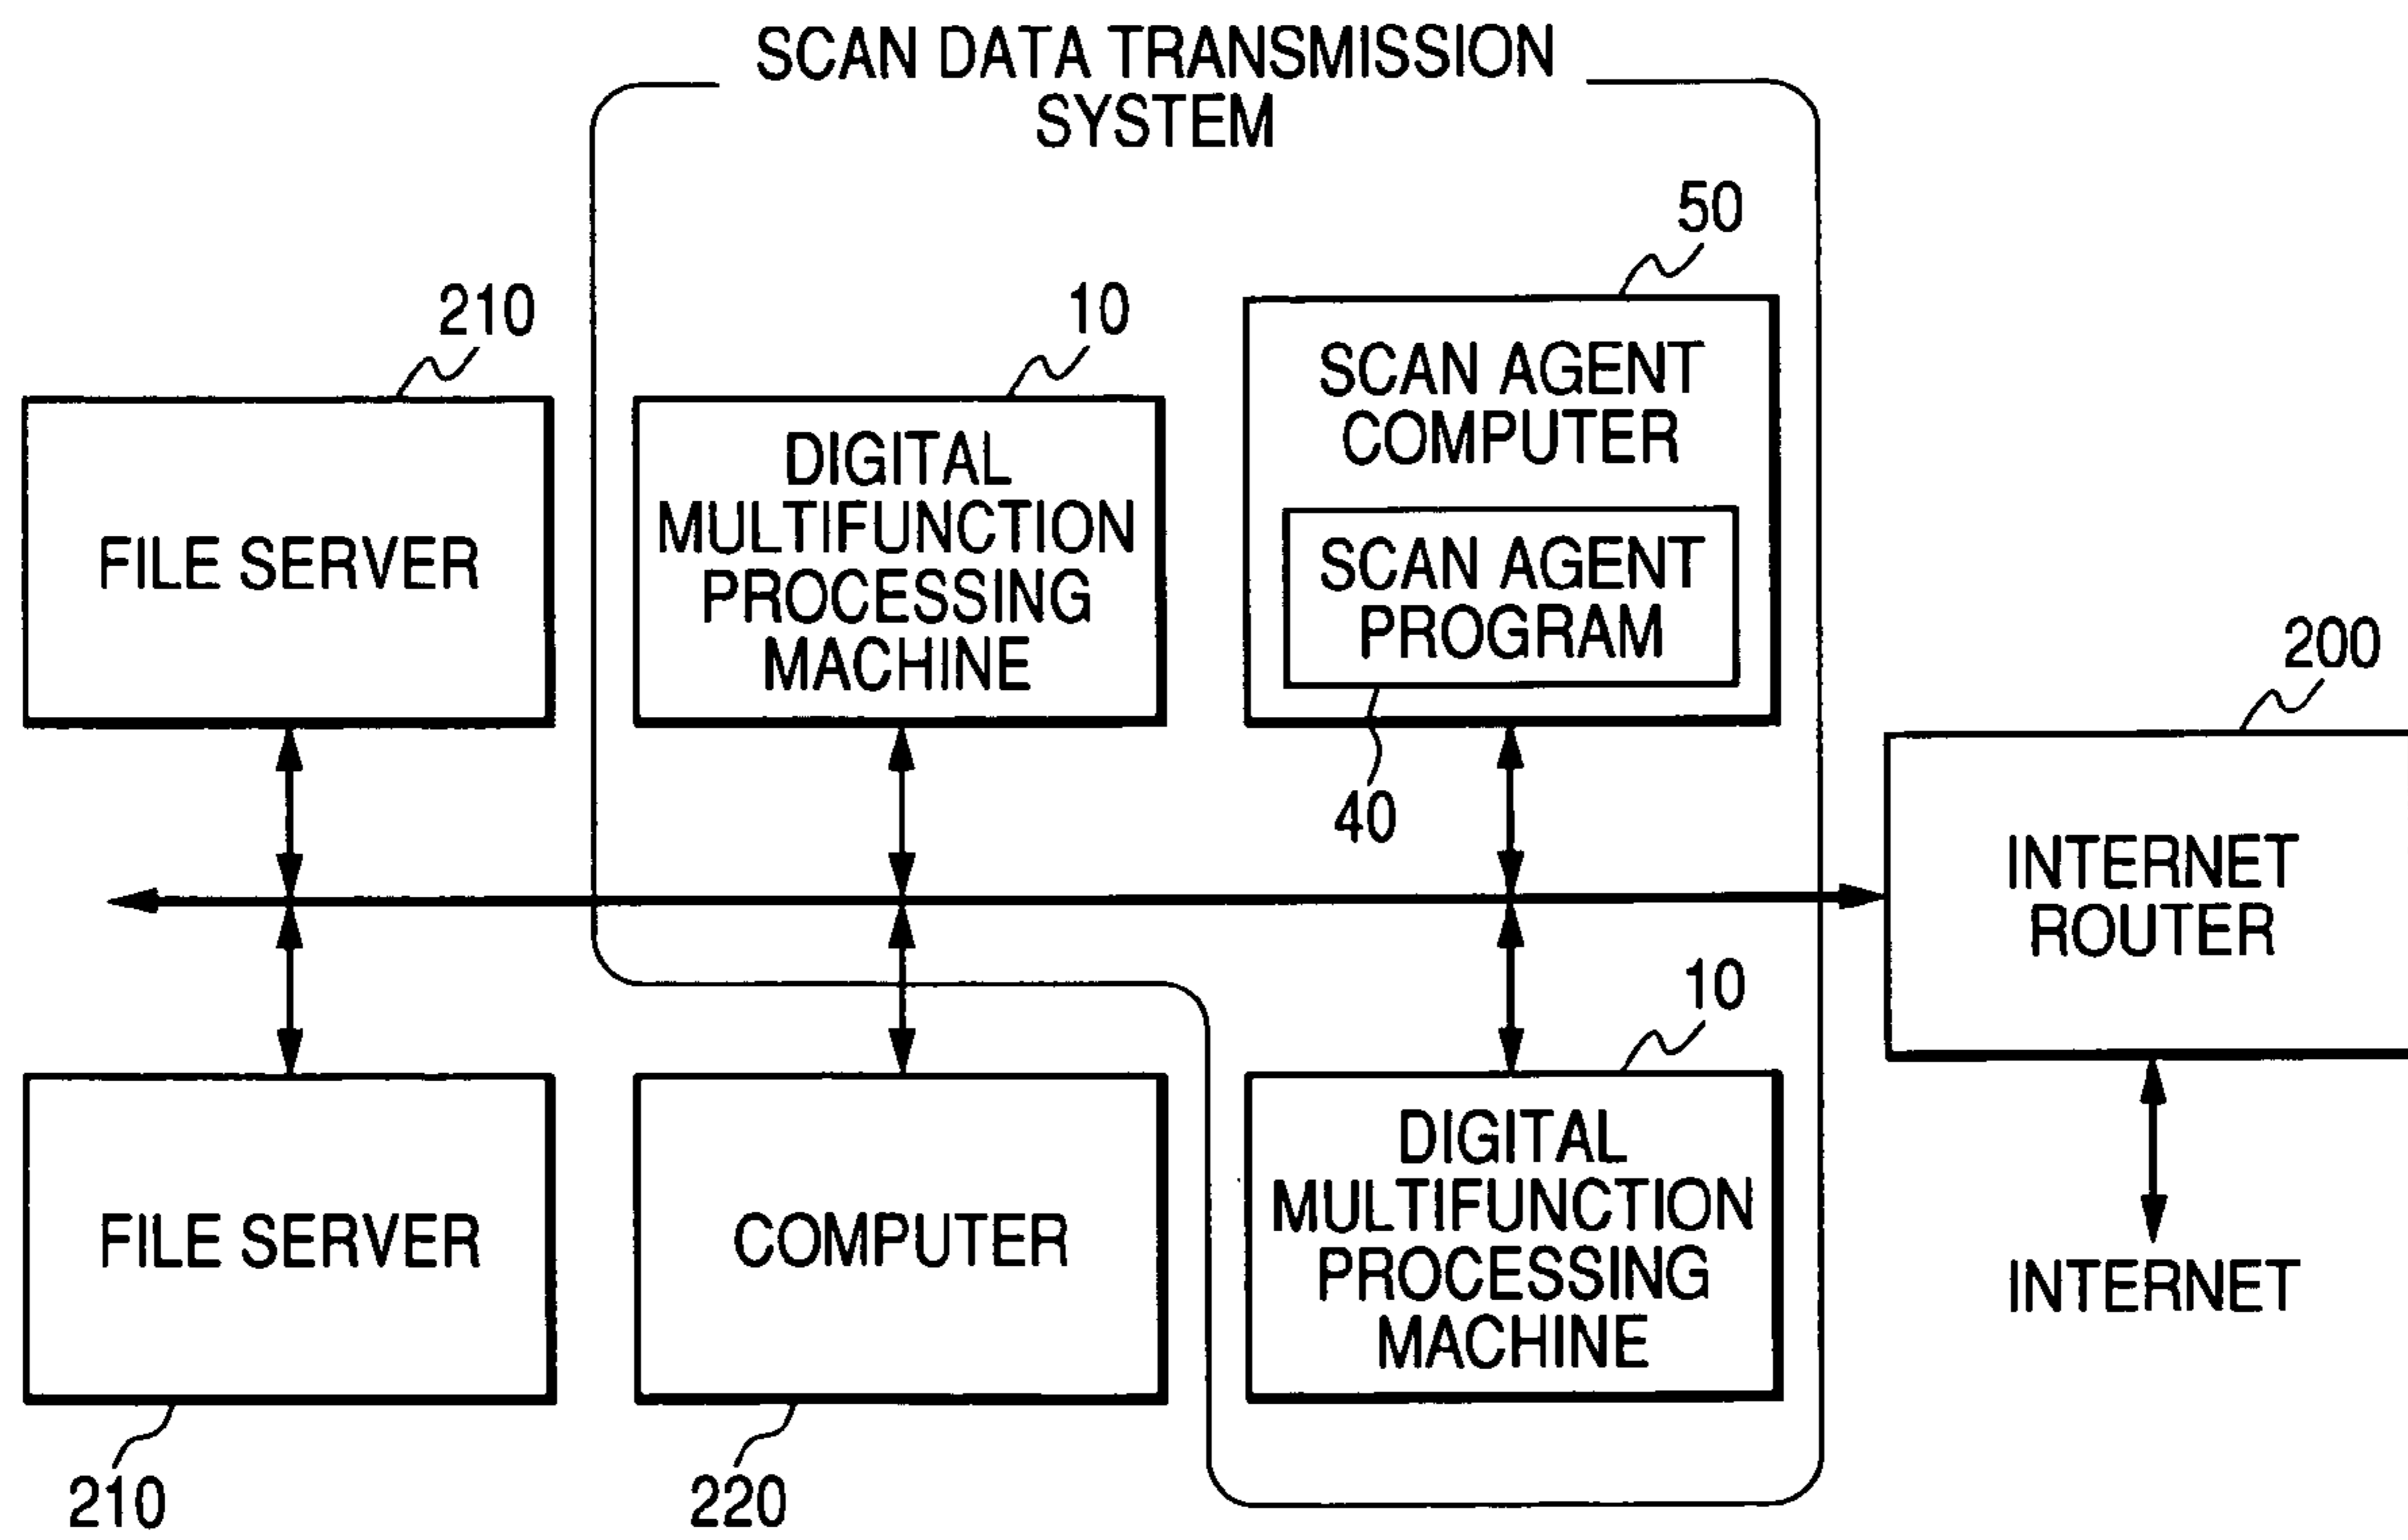 SCAN DATA TRANSMISSION
SYSTEM
50
210
10
SCAN AGENT
COMPUTER
DIGITAL
MULTIFUNCTION
PROCESSING
MACHINE
FILE SERVER
SCAN AGENT
PROGRAM
200
40
INTERNET
ROUTER
10
FILE SERVER
COMPUTER
DIGITAL
MULTIFUNCTION
PROCESSING
MACHINE
INTERNET
210
220